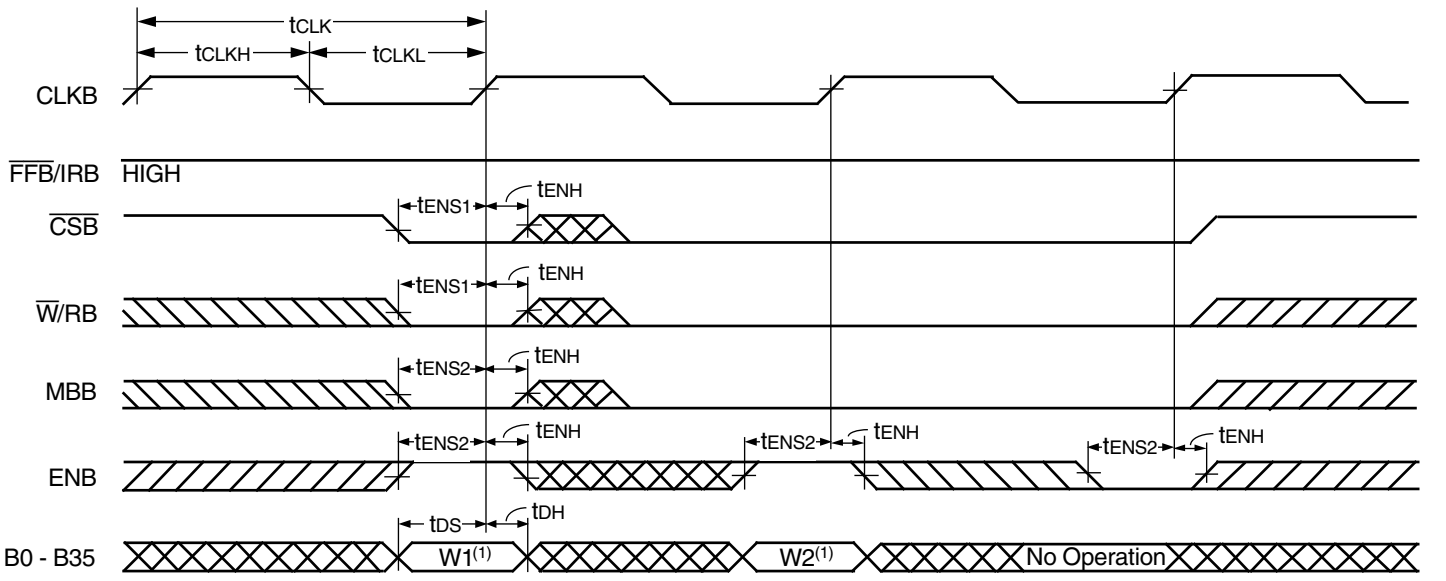 tCLK
tCLKH tCLKL
CLKB
FFB/IRB HIGH
tENS1 tENH
CSB
tENS1 tENH
W/RB
tENS2 tENH
MBB
tENS2 tENH tENS2 tENH tENS2 tENH
ENB
tDS tDH
B0 - B35 W1(1) W2(1) No Operation